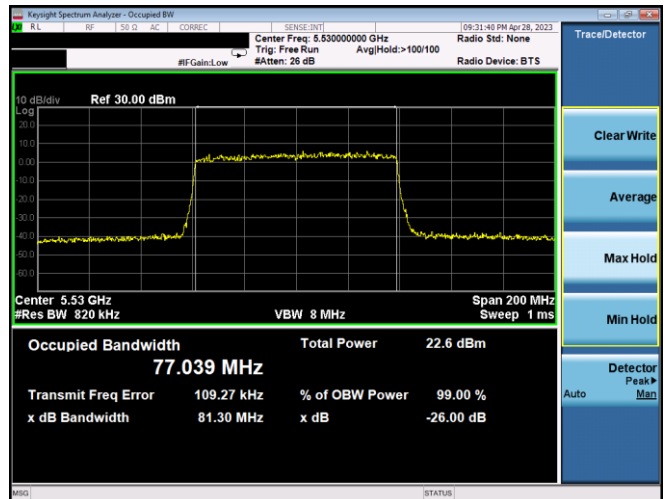 Keysight Spectrum Analyzer - Occupied BW
RL RF 50 Ω AC CORREC SENSE:INT 09:31:40 PM Apr 28, 2023
Center Freq: 5.530000000 GHz Radio Std: None
Trig: Free Run Avg|Hold:>100/100
#IFGain:Low #Atten: 26 dB Radio Device: BTS
Trace/Detector
10 dB/div Ref 30.00 dBm
Log
20.0
10.0
0.00
-10.0
-20.0
-30.0
-40.0
-50.0
-60.0
Center 5.53 GHz Span 200 MHz
#Res BW 820 kHz VBW 8 MHz Sweep 1 ms
Occupied Bandwidth Total Power 22.6 dBm
77.039 MHz
Transmit Freq Error 109.27 kHz % of OBW Power 99.00 %
x dB Bandwidth 81.30 MHz x dB -26.00 dB
Clear Write
Average
Max Hold
Min Hold
Detector
Peak▶
Auto Man
MSG STATUS